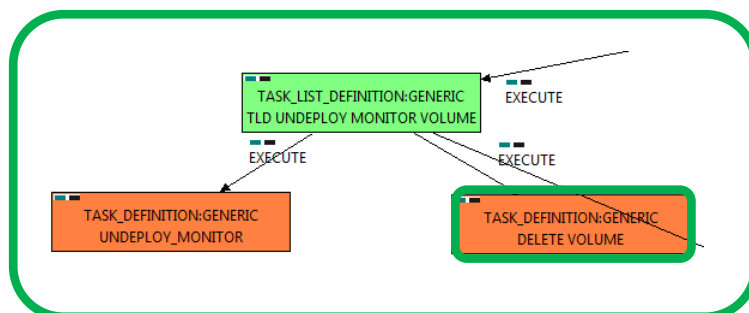 TASK_LIST_DEFINITION:GENERIC
TLD UNDEPLOY MONITOR VOLUME
EXECUTE
EXECUTE
EXECUTE
TASK_DEFINITION:GENERIC
UNDEPLOY_MONITOR
TASK_DEFINITION:GENERIC
DELETE VOLUME